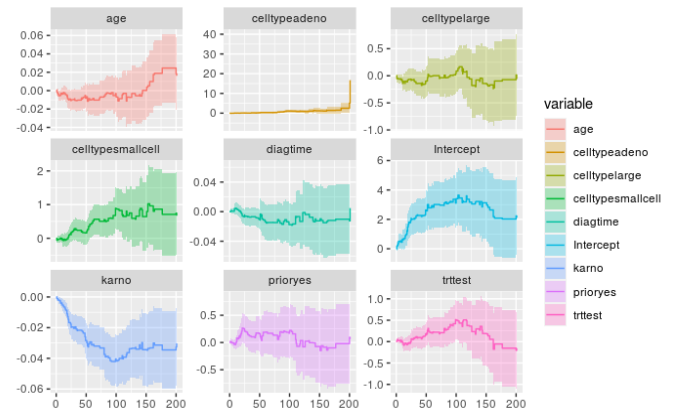 age celltypeadeno celltypelarge
0.06
0.04
0.02
0.00
-0.02
-0.04
40
30
20
10
0
0.5
0.0
-0.5
-1.0
variable
age
celltypeadeno
celltypelarge
celltypesmallcell
diagtime
Intercept
karno
prioryes
trttest
celltypesmallcell diagtime Intercept
2
1
0
0.04
0.00
-0.04
6
4
2
0
karno prioryes trttest
0.00
-0.02
-0.04
-0.06
0.5
0.0
-0.5
1.0
0.5
0.0
-0.5
-1.0
0 50 100 150 200 0 50 100 150 200 0 50 100 150 200